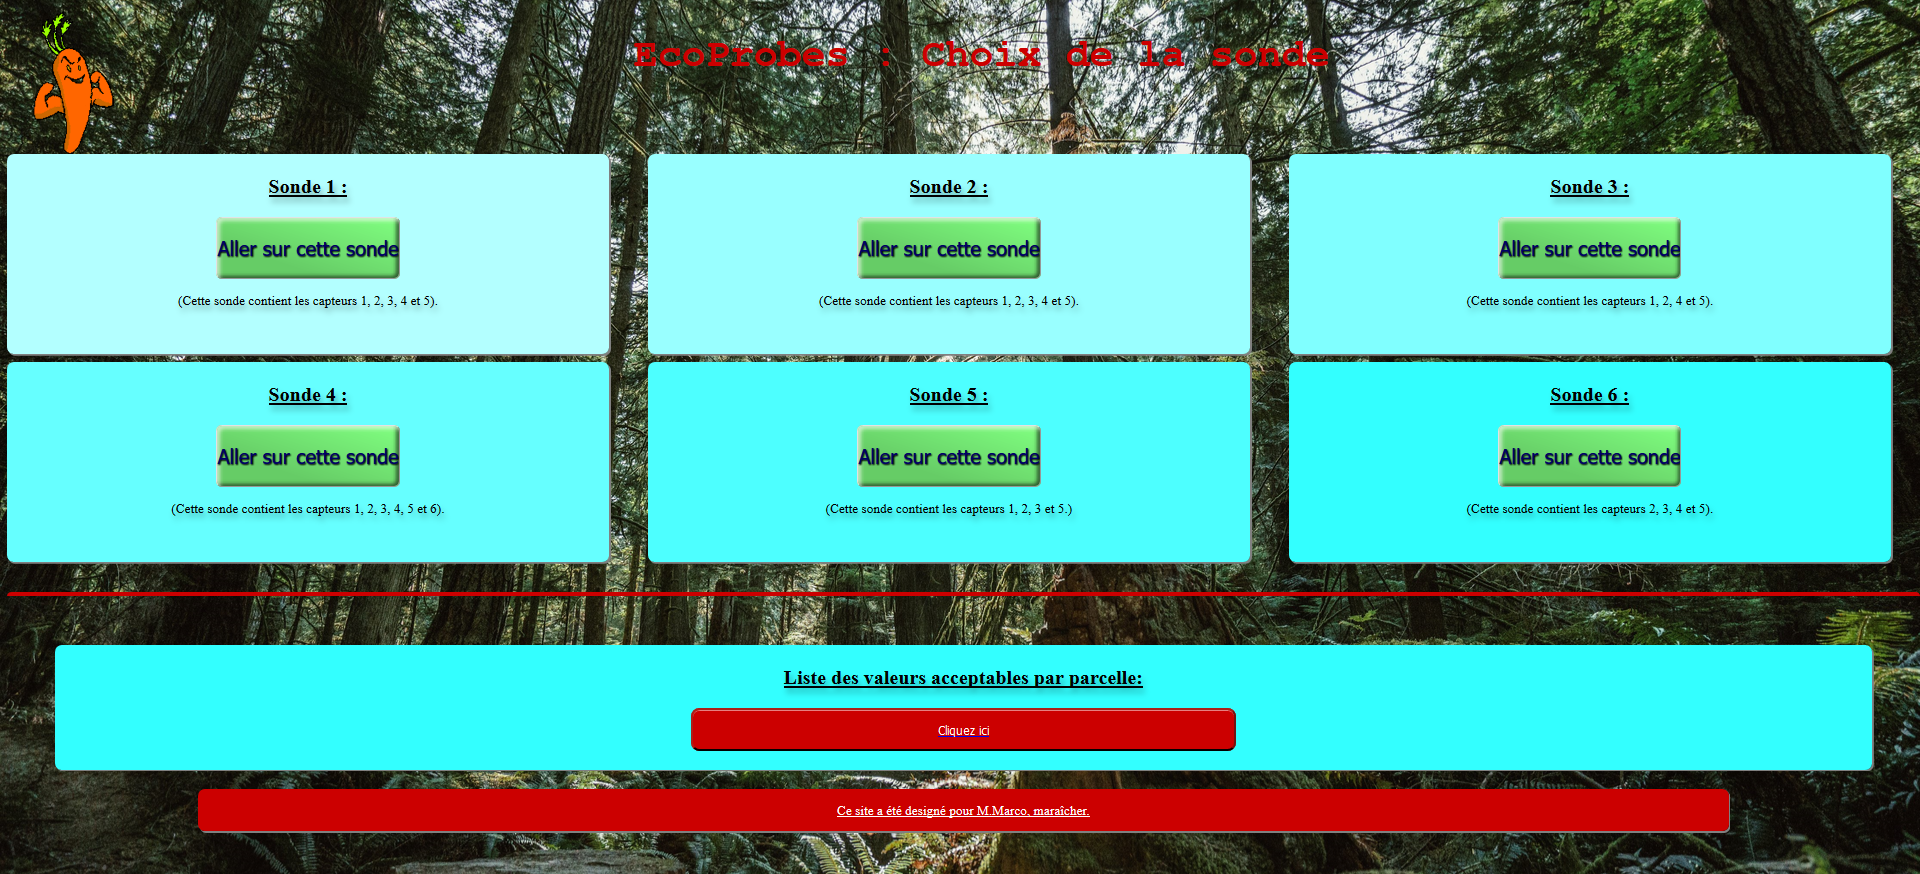 EcoProbes : Choix de la sonde
Sonde 1 :
Aller sur cette sonde
(Cette sonde contient les capteurs 1, 2, 3, 4 et 5).
Sonde 2 :
Aller sur cette sonde
(Cette sonde contient les capteurs 1, 2, 3, 4 et 5).
Sonde 3 :
Aller sur cette sonde
(Cette sonde contient les capteurs 1, 2, 4 et 5).
Sonde 4 :
Aller sur cette sonde
(Cette sonde contient les capteurs 1, 2, 3, 4, 5 et 6).
Sonde 5 :
Aller sur cette sonde
(Cette sonde contient les capteurs 1, 2, 3 et 5.)
Sonde 6 :
Aller sur cette sonde
(Cette sonde contient les capteurs 2, 3, 4 et 5).
Liste des valeurs acceptables par parcelle:
Cliquez ici
Ce site a été designé pour M.Marco, maraîcher.